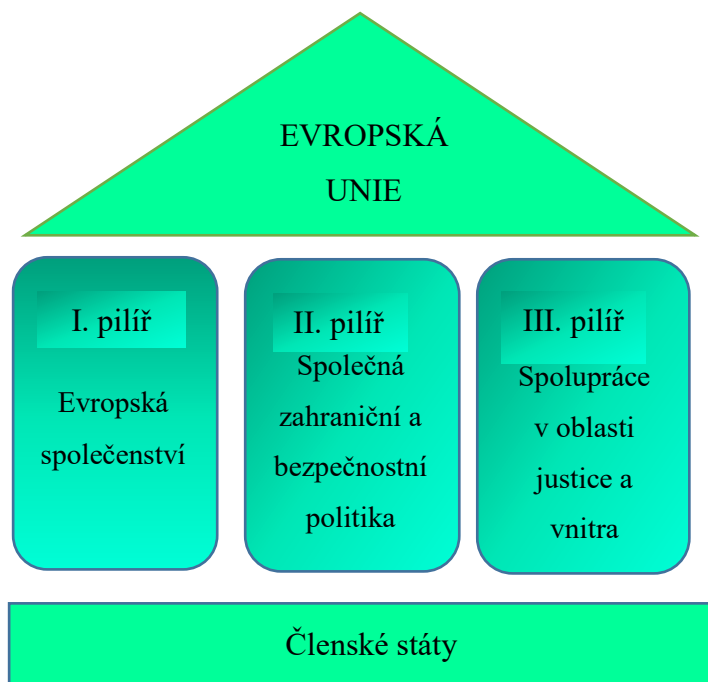 EVROPSKÁ
UNIE
I. pilíř
Evropská
společenství
II. pilíř
Společná
zahraniční a
bezpečnostní
politika
III. pilíř
Spolupráce
v oblasti
justice a
vnitra
Členské státy